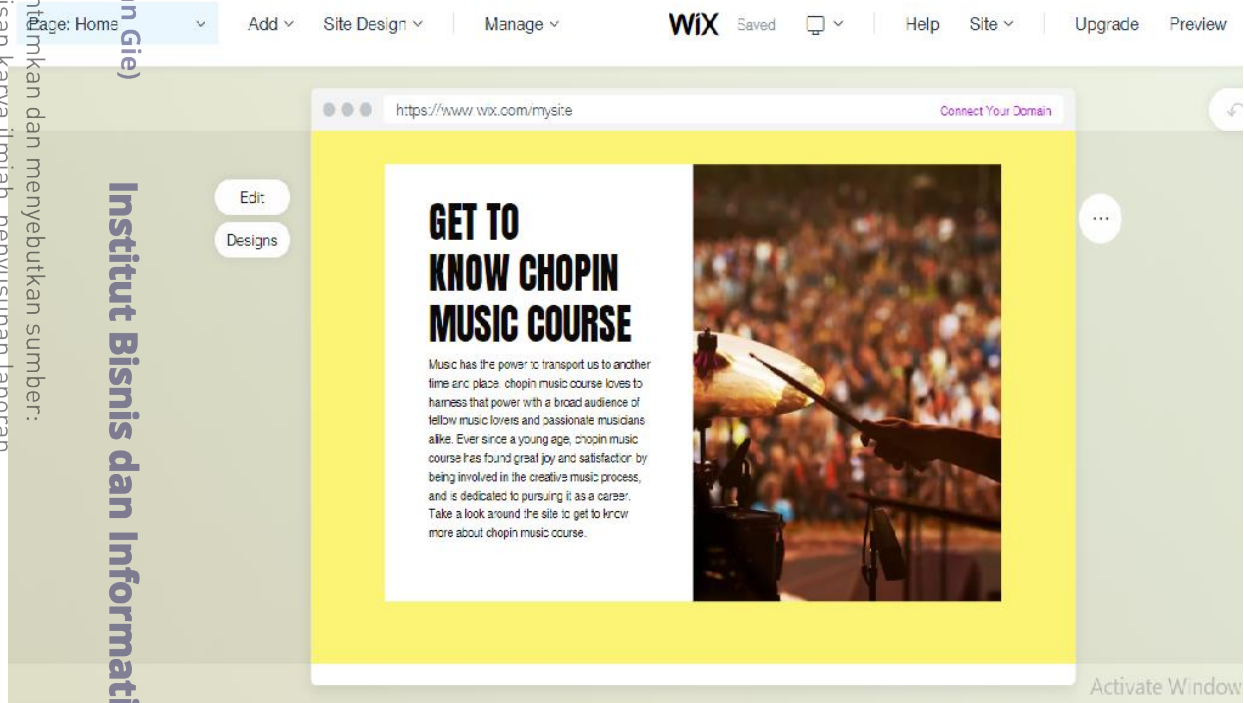 Page: Home
Add
Site Design
Manage
WiX
Saved
Help
Site
Upgrade
Preview
https://www.wix.com/mysite
Connect Your Domain
Edit
Designs
...
GET TO
KNOW CHOPIN
MUSIC COURSE
Music has the power to transport us to another
time and place. chopin music course loves to
harness that power with a broad audience of
fellow music lovers and passionate musicians
alike. Ever since a young age, chopin music
course has found great joy and satisfaction by
being involved in the creative music process,
and is dedicated to pursuing it as a career.
Take a look around the site to get to know
more about chopin music course.
Activate Window
Gie)
Institut Bisnis dan Informati
dan menyebutkan sumber:
karya ilmiah, penyusunan laporan